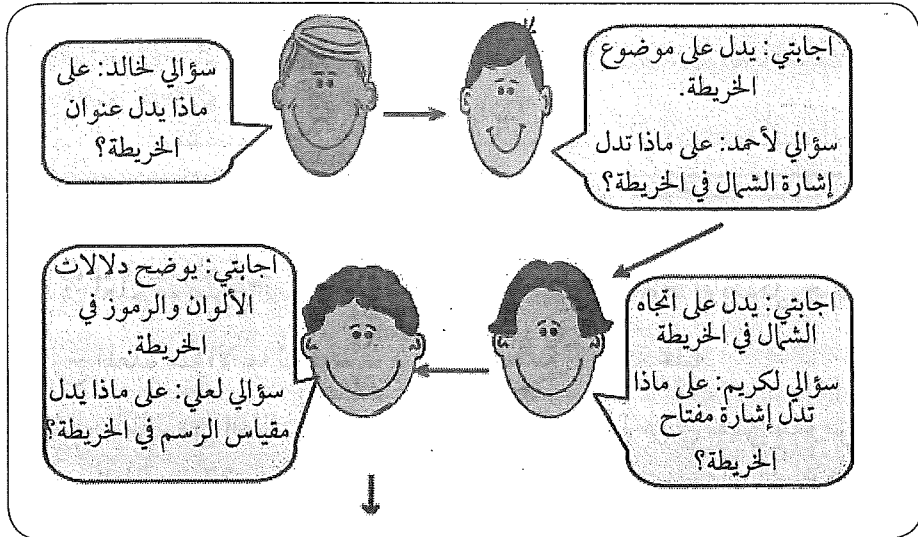 سؤالي لخالد: على
ماذا يدل عنوان
الخريطة؟
اجابتي: يدل على موضوع
الخريطة.
سؤالي لأحمد: على ماذا تدل
إشارة الشمال في الخريطة؟
اجابتي: يدل على اتجاه
الشمال في الخريطة
سؤالي لكريم: على ماذا
تدل إشارة مفتاح
الخريطة؟
اجابتي: يوضح دلالات
الألوان والرموز في
الخريطة.
سؤالي لعلي: على ماذا يدل
مقياس الرسم في الخريطة؟